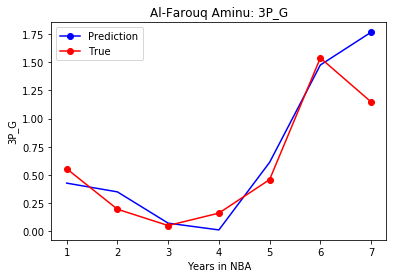 Al-Farouq Aminu: 3P_G
Prediction
True
3P_G
1.75
1.50
1.25
1.00
0.75
0.50
0.25
0.00
1 2 3 4 5 6 7
Years in NBA